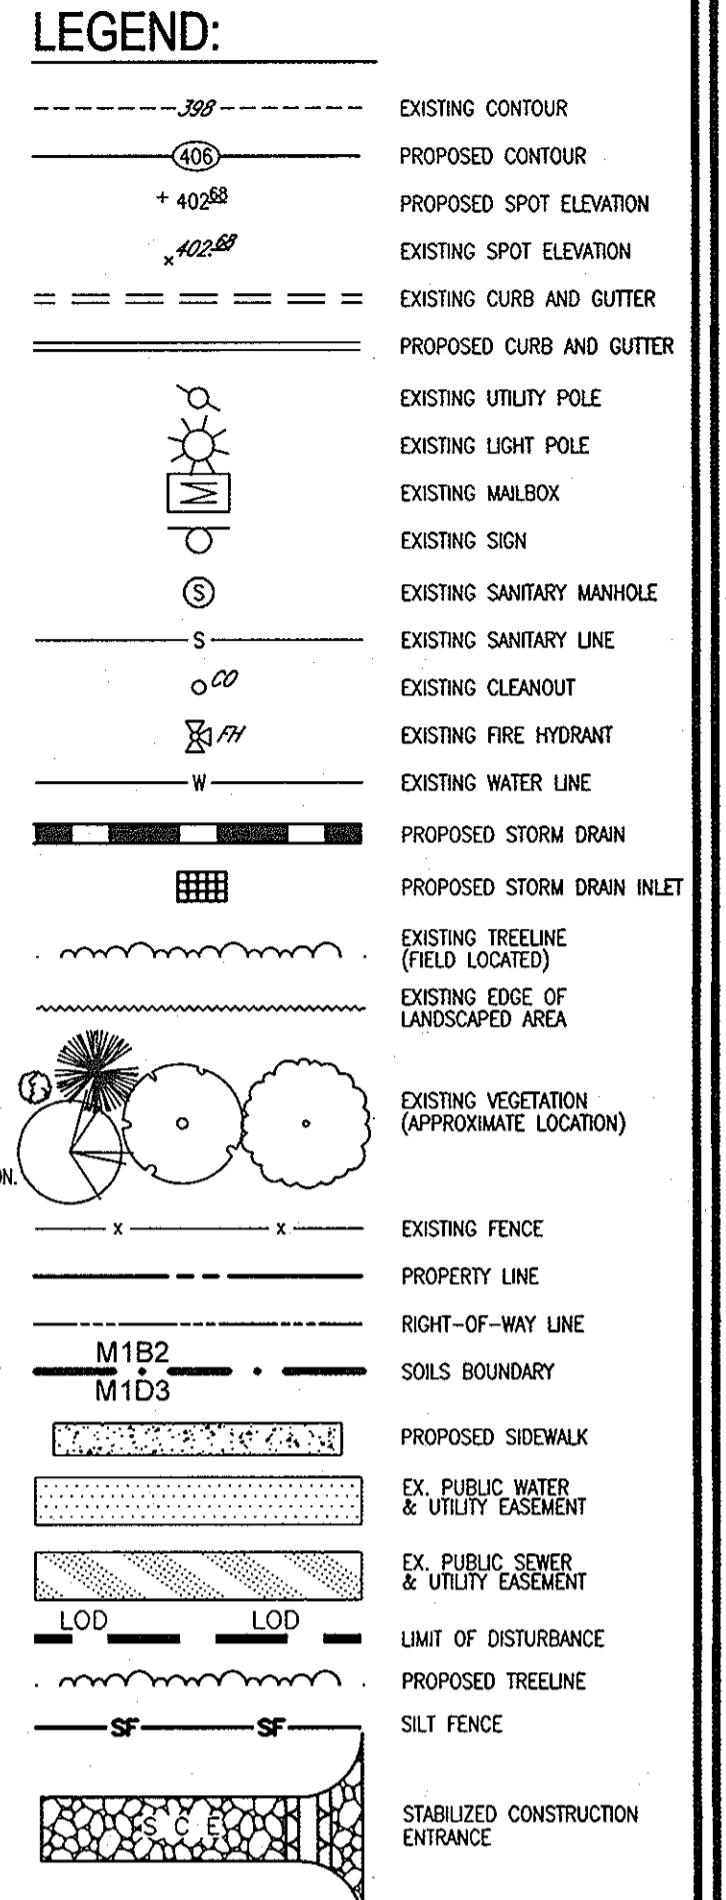 LEGEND:
398 EXISTING CONTOUR
406 PROPOSED CONTOUR
+ 402.68 PROPOSED SPOT ELEVATION
x 402.68 EXISTING SPOT ELEVATION
EXISTING CURB AND GUTTER
PROPOSED CURB AND GUTTER
EXISTING UTILITY POLE
EXISTING LIGHT POLE
EXISTING MAILBOX
EXISTING SIGN
S EXISTING SANITARY MANHOLE
S EXISTING SANITARY LINE
CO EXISTING CLEANOUT
FH EXISTING FIRE HYDRANT
W EXISTING WATER LINE
PROPOSED STORM DRAIN
PROPOSED STORM DRAIN INLET
EXISTING TREELINE
(FIELD LOCATED)
EXISTING EDGE OF
LANDSCAPED AREA
EXISTING VEGETATION
(APPROXIMATE LOCATION)
ON.
x x EXISTING FENCE
PROPERTY LINE
RIGHT-OF-WAY LINE
M1B2
SOILS BOUNDARY
M1D3
PROPOSED SIDEWALK
EX. PUBLIC WATER
& UTILITY EASEMENT
EX. PUBLIC SEWER
& UTILITY EASEMENT
LOD LOD
LIMIT OF DISTURBANCE
PROPOSED TREELINE
SF SF SILT FENCE
S C E
STABILIZED CONSTRUCTION
ENTRANCE